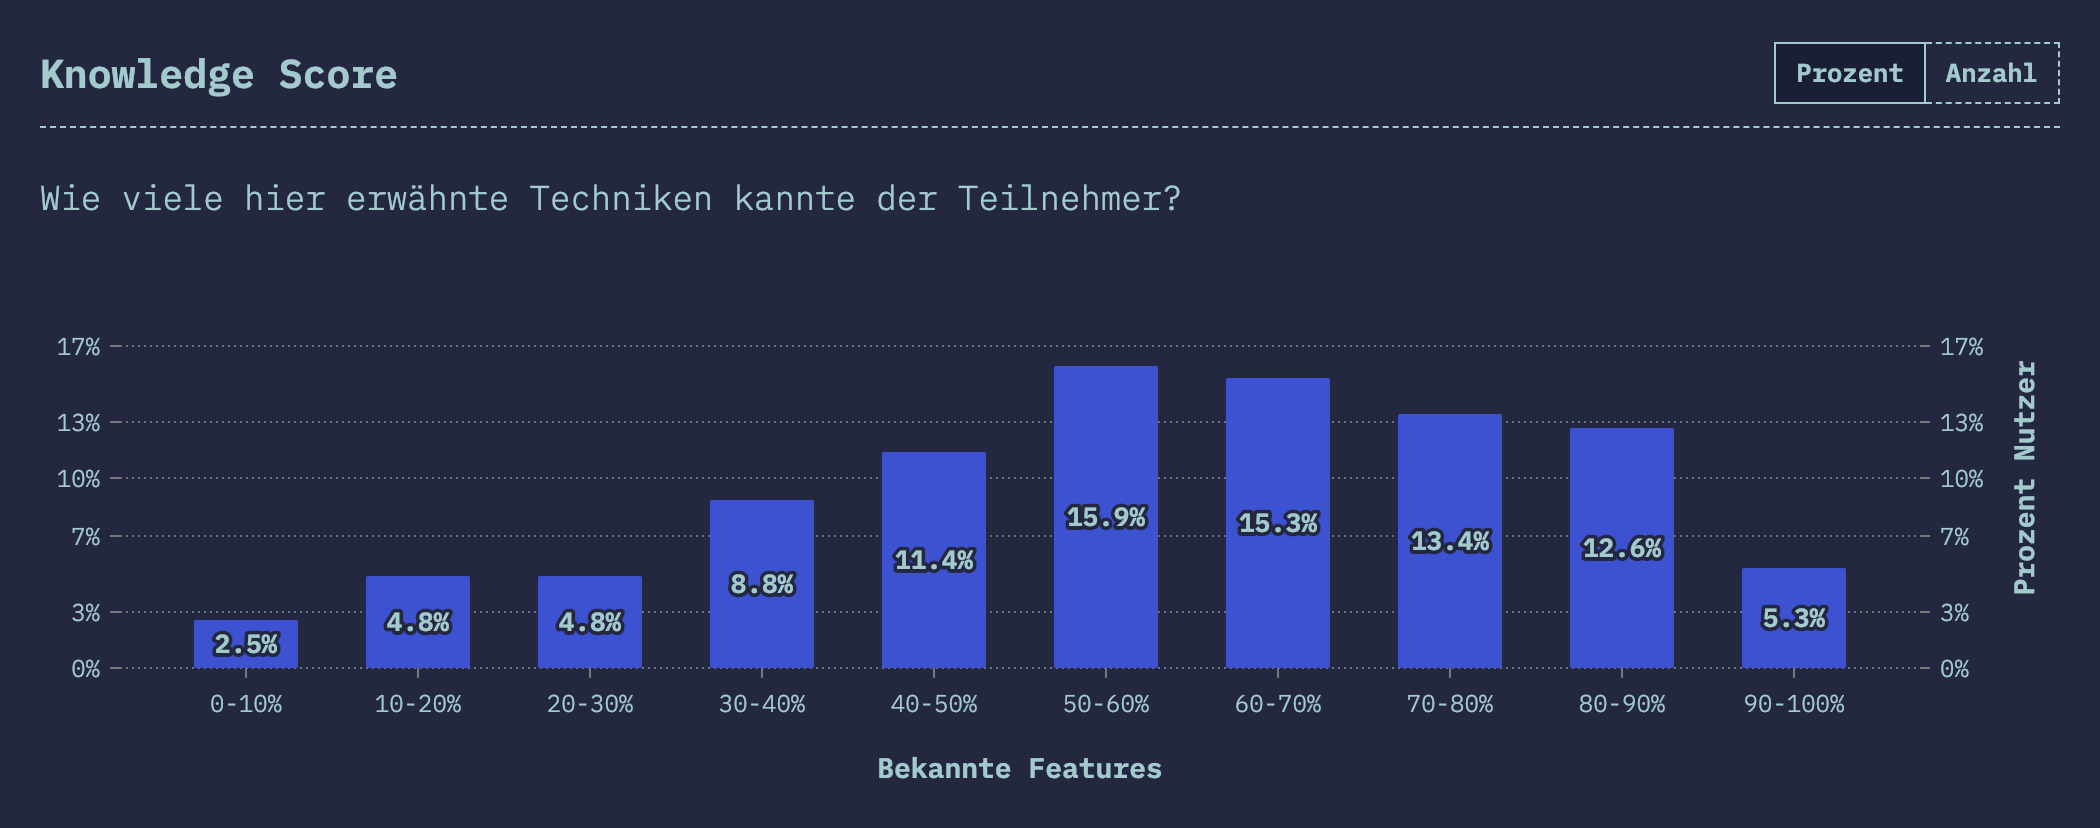 Knowledge Score
Prozent Anzahl
Wie viele hier erwähnte Techniken kannte der Teilnehmer?
17% 17%
13% 13%
10% 10%
7% 7%
3% 3%
0% 0%
2.5% 4.8% 4.8% 8.8% 11.4% 15.9% 15.3% 13.4% 12.6% 5.3%
0-10% 10-20% 20-30% 30-40% 40-50% 50-60% 60-70% 70-80% 80-90% 90-100%
Prozent Nutzer
Bekannte Features